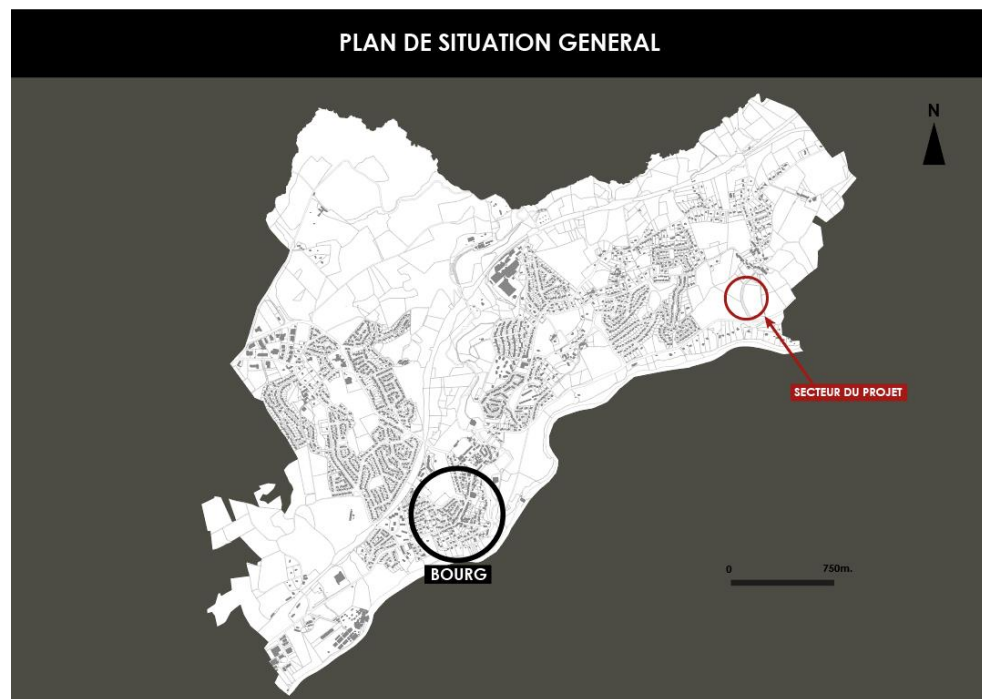 PLAN DE SITUATION GENERAL
N
SECTEUR DU PROJET
BOURG
0 750m.